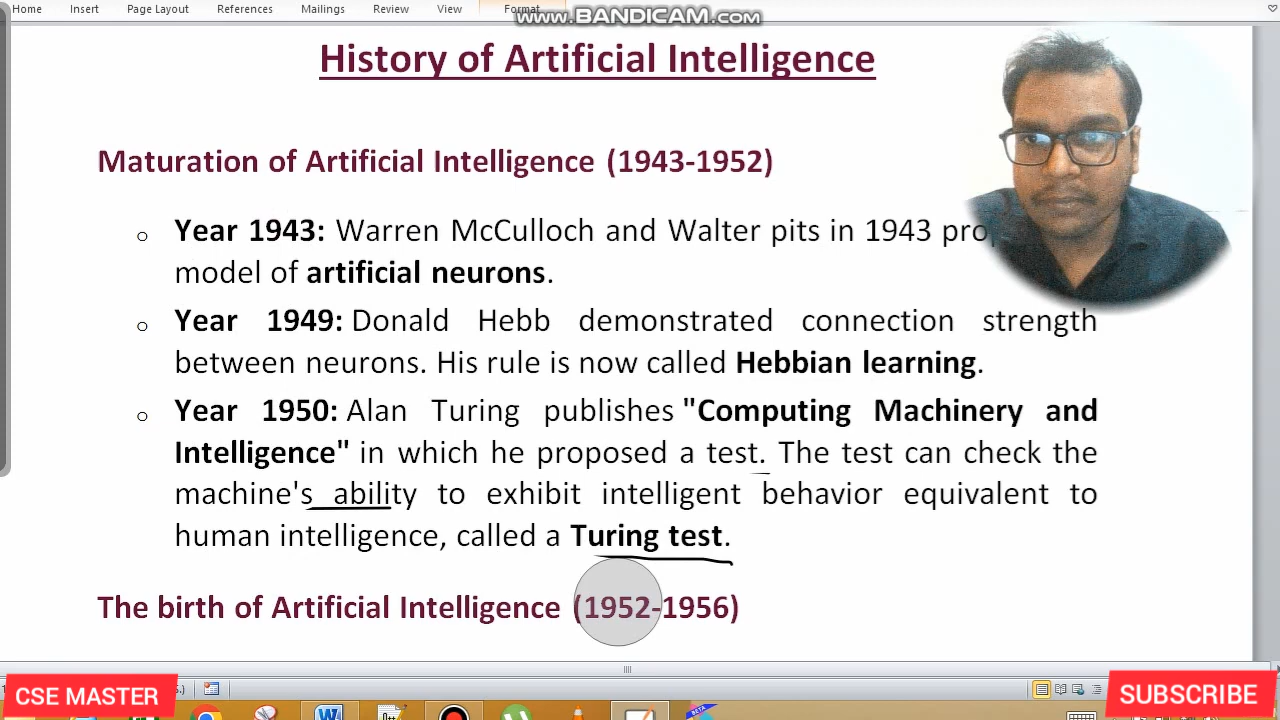 Home Insert Page Layout References Mailings Review View Format
WWW.BANDICAM.COM
History of Artificial Intelligence
Maturation of Artificial Intelligence (1943-1952)
Year 1943: Warren McCulloch and Walter pits in 1943
model of artificial neurons.
Year 1949: Donald Hebb demonstrated connection strength
between neurons. His rule is now called Hebbian learning.
Year 1950: Alan Turing publishes "Computing Machinery and
Intelligence" in which he proposed a test. The test can check the
machine's ability to exhibit intelligent behavior equivalent to
human intelligence, called a Turing test.
The birth of Artificial Intelligence (1952-1956)
CSE MASTER
SUBSCRIBE
BETA